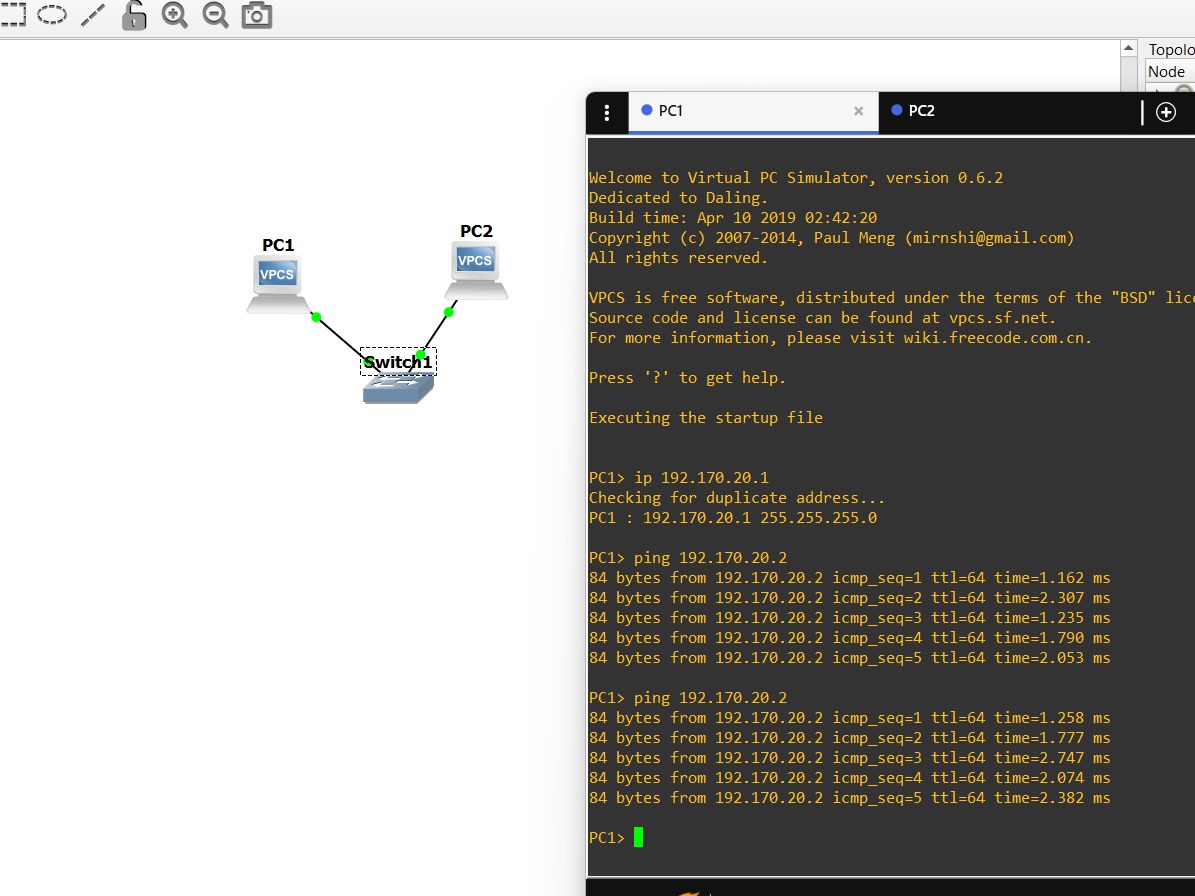 Topolo
Node
PC1
PC2
PC1
VPCS
PC2
VPCS
Switch1
Welcome to Virtual PC Simulator, version 0.6.2
Dedicated to Daling.
Build time: Apr 10 2019 02:42:20
Copyright (c) 2007-2014, Paul Meng (mirnshi@gmail.com)
All rights reserved.
VPCS is free software, distributed under the terms of the "BSD" lice
Source code and license can be found at vpcs.sf.net.
For more information, please visit wiki.freecode.com.cn.
Press '?' to get help.
Executing the startup file
PC1> ip 192.170.20.1
Checking for duplicate address...
PC1 : 192.170.20.1 255.255.255.0
PC1> ping 192.170.20.2
84 bytes from 192.170.20.2 icmp_seq=1 ttl=64 time=1.162 ms
84 bytes from 192.170.20.2 icmp_seq=2 ttl=64 time=2.307 ms
84 bytes from 192.170.20.2 icmp_seq=3 ttl=64 time=1.235 ms
84 bytes from 192.170.20.2 icmp_seq=4 ttl=64 time=1.790 ms
84 bytes from 192.170.20.2 icmp_seq=5 ttl=64 time=2.053 ms
PC1> ping 192.170.20.2
84 bytes from 192.170.20.2 icmp_seq=1 ttl=64 time=1.258 ms
84 bytes from 192.170.20.2 icmp_seq=2 ttl=64 time=1.777 ms
84 bytes from 192.170.20.2 icmp_seq=3 ttl=64 time=2.747 ms
84 bytes from 192.170.20.2 icmp_seq=4 ttl=64 time=2.074 ms
84 bytes from 192.170.20.2 icmp_seq=5 ttl=64 time=2.382 ms
PC1>